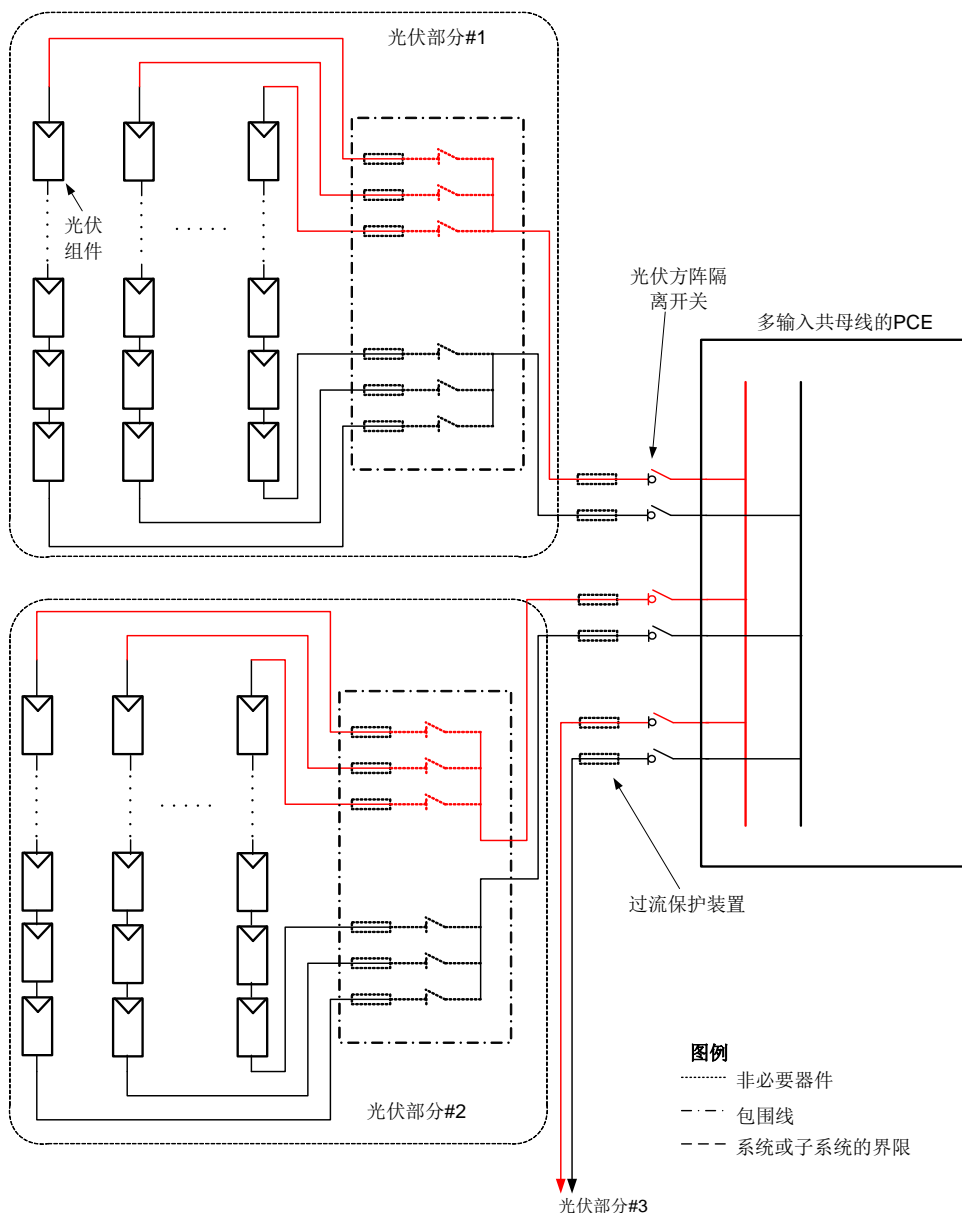 光伏部分#1
光伏
组件
光伏方阵隔
离开关
多输入共母线的PCE
过流保护装置
光伏部分#2
图例
非必要器件
包围线
系统或子系统的界限
光伏部分#3